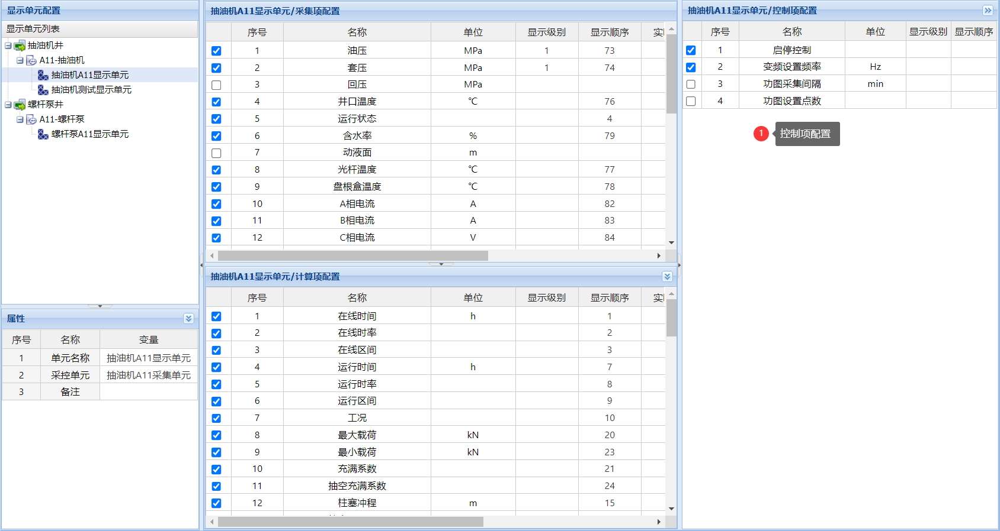 显示单元配置
显示单元列表
抽油机井
A11-抽油机
抽油机A11显示单元
抽油机测试显示单元
螺杆泵井
A11-螺杆泵
螺杆泵A11显示单元
属性
序号 名称 变量
1 单元名称 抽油机A11显示单元
2 采控单元 抽油机A11采集单元
3 备注
抽油机A11显示单元/采集项配置
序号 名称 单位 显示级别 显示顺序 实
1 油压 MPa 1 73
2 套压 MPa 1 74
3 回压 MPa
4 井口温度 ℃ 76
5 运行状态 4
6 含水率 % 79
7 动液面 m
8 光杆温度 ℃ 77
9 盘根盒温度 ℃ 78
10 A相电流 A 82
11 B相电流 A 83
12 C相电流 V 84
抽油机A11显示单元/计算项配置
序号 名称 单位 显示级别 显示顺序 实
1 在线时间 h 1
2 在线时率 2
3 在线区间 3
4 运行时间 h 7
5 运行时率 8
6 运行区间 9
7 工况 10
8 最大载荷 kN 20
9 最小载荷 kN 23
10 充满系数 21
11 抽空充满系数 24
12 柱塞冲程 m 15
抽油机A11显示单元/控制项配置
序号 名称 单位 显示级别 显示顺序
1 启停控制
2 变频设置频率 Hz
3 功图采集间隔 min
4 功图设置点数
1 控制项配置